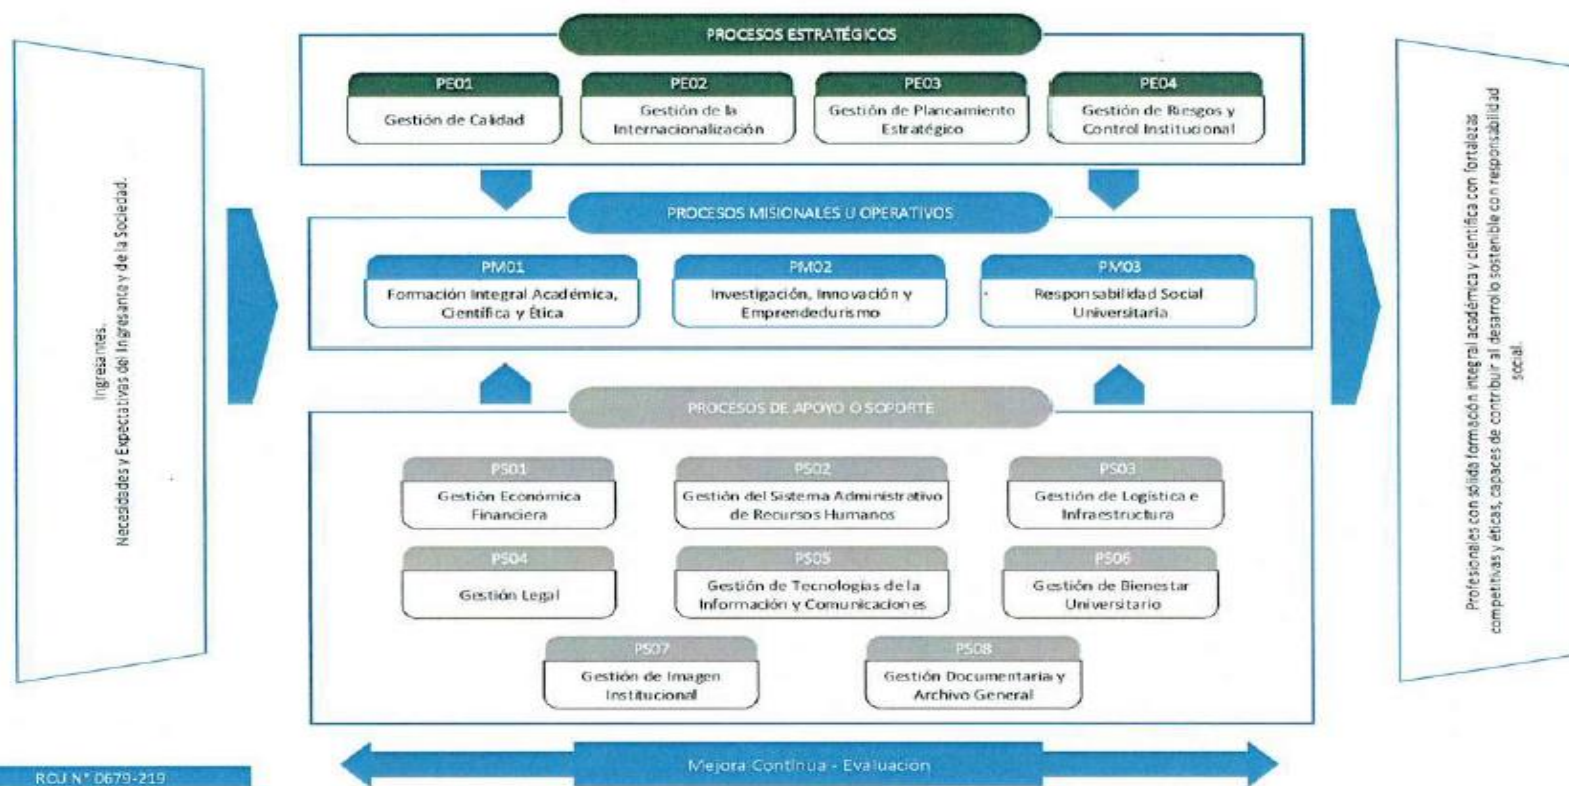 PROCESOS ESTRATÉGICOS
PE01
Gestión de Calidad
PE02
Gestión de la
Internacionalización
PE03
Gestión de Planeamiento
Estratégico
PE04
Gestión de Riesgos y
Control Institucional
Ingresantes.
Necesidades y Expectativas del Ingresante y de la Sociedad.
PROCESOS MISIONALES U OPERATIVOS
PM01
Formación Integral Académica,
Científica y Ética
PM02
Investigación, Innovación y
Emprendedurismo
PM03
Responsabilidad Social
Universitaria
PROCESOS DE APOYO O SOPORTE
PS01
Gestión Económica
Financiera
PS02
Gestión del Sistema Administrativo
de Recursos Humanos
PS03
Gestión de Logística e
Infraestructura
PS04
Gestión Legal
PS05
Gestión de Tecnologías de la
Información y Comunicaciones
PS06
Gestión de Bienestar
Universitario
PS07
Gestión de Imagen
Institucional
PS08
Gestión Documentaria y
Archivo General
Profesionales con sólida formación integral académica y científica con fortalezas
competitivas y éticas, capaces de contribuir al desarrollo sostenible con responsabilidad
social.
Mejora Continua - Evaluación
RCU N° 0679-219